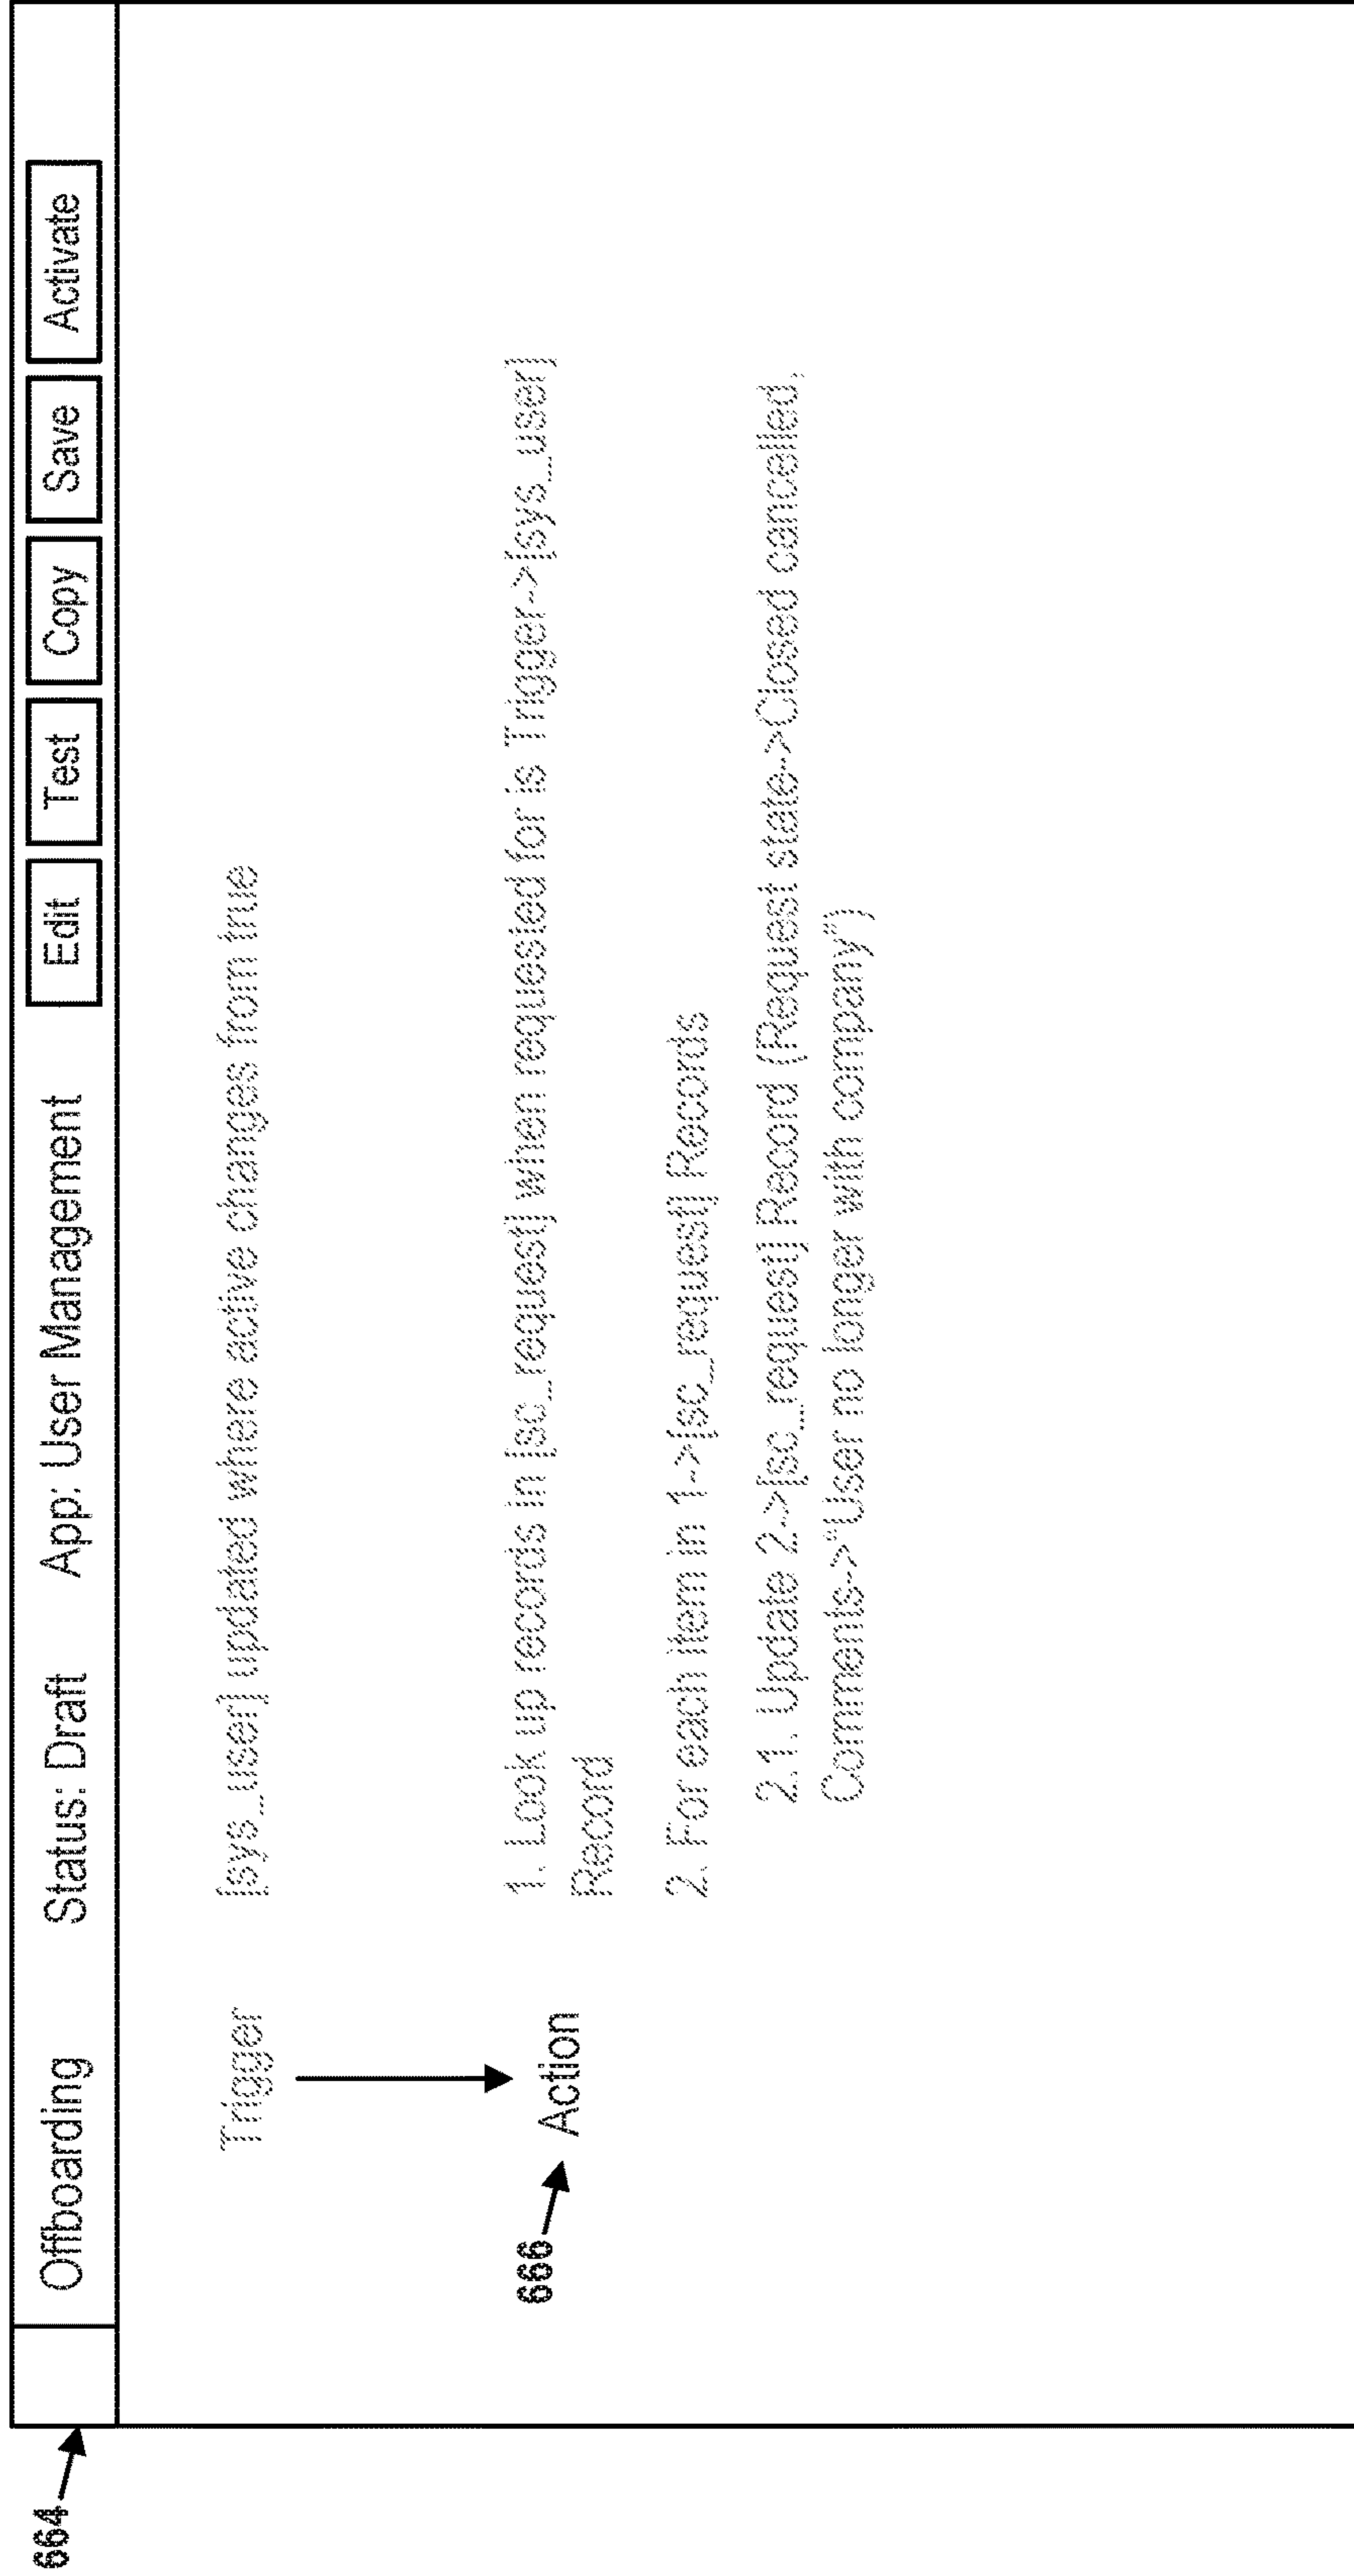 664
Offboarding Status: Draft App: User Management Edit Test Copy Save Activate
Trigger [sys_user] updated where active changes from true
666 Action
1. Look up records in [sc_request] when requested for is Trigger->[sys_user]
Record
2. For each item in 1->[sc_request] Records
2.1. Update 2->[sc_request] Record (Request state->Closed cancelled,
Comments->"User no longer with company")